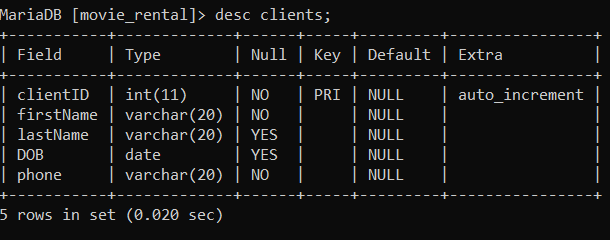 MariaDB [movie_rental]> desc clients;
+-----------+-------------+------+-----+---------+----------------+
| Field     | Type        | Null | Key | Default | Extra          |
+-----------+-------------+------+-----+---------+----------------+
| clientID  | int(11)     | NO   | PRI | NULL    | auto_increment |
| firstName | varchar(20) | NO   |     | NULL    |                |
| lastName  | varchar(20) | YES  |     | NULL    |                |
| DOB       | date        | YES  |     | NULL    |                |
| phone     | varchar(20) | NO   |     | NULL    |                |
+-----------+-------------+------+-----+---------+----------------+
5 rows in set (0.020 sec)